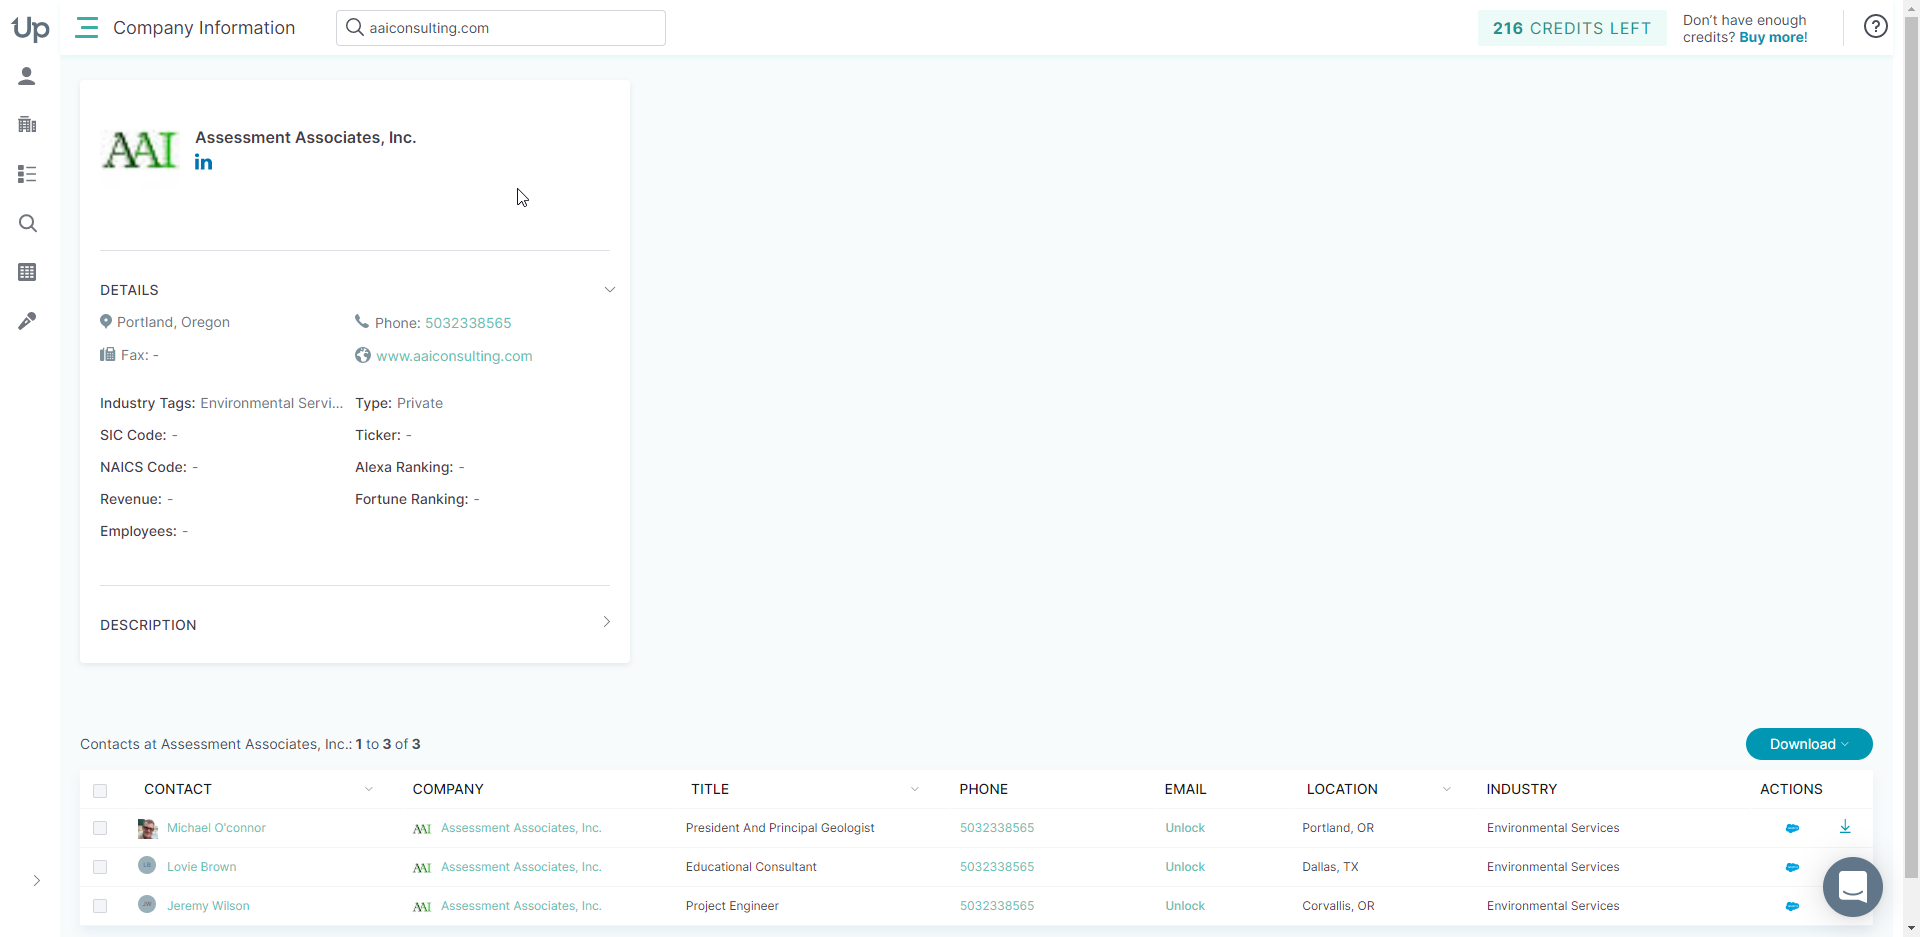 Up
Company Information
aaiconsulting.com
216 CREDITS LEFT
Don't have enough
credits? Buy more!
?
AAI
Assessment Associates, Inc.
in
DETAILS
Portland, Oregon
Phone: 5032338565
Fax: -
www.aaiconsulting.com
Industry Tags: Environmental Servi...
Type: Private
SIC Code: -
Ticker: -
NAICS Code: -
Alexa Ranking: -
Revenue: -
Fortune Ranking: -
Employees: -
DESCRIPTION
Contacts at Assessment Associates, Inc.: 1 to 3 of 3
Download
CONTACT COMPANY TITLE PHONE EMAIL LOCATION INDUSTRY ACTIONS
Michael O'connor AAI Assessment Associates, Inc. President And Principal Geologist 5032338565 Unlock Portland, OR Environmental Services
LB Lovie Brown AAI Assessment Associates, Inc. Educational Consultant 5032338565 Unlock Dallas, TX Environmental Services
JW Jeremy Wilson AAI Assessment Associates, Inc. Project Engineer 5032338565 Unlock Corvallis, OR Environmental Services